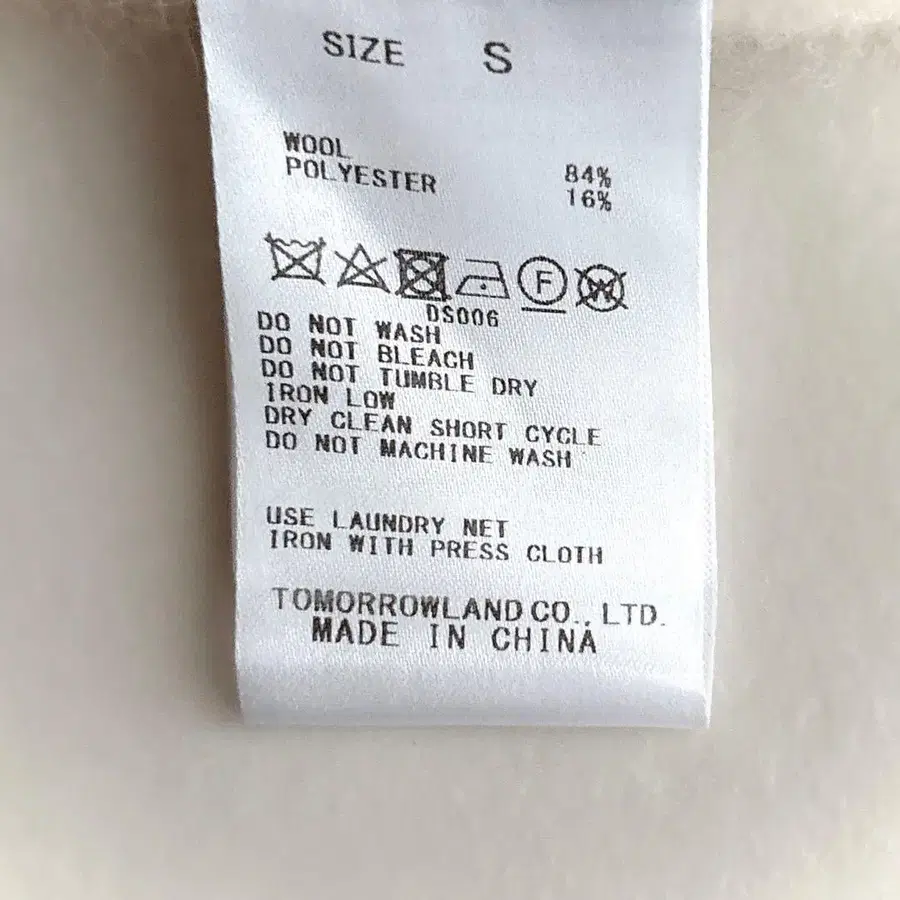 SIZE S
WOOL 84%
POLYESTER 16%
F W
DS006
DO NOT WASH
DO NOT BLEACH
DO NOT TUMBLE DRY
IRON LOW
DRY CLEAN SHORT CYCLE
DO NOT MACHINE WASH
USE LAUNDRY NET
IRON WITH PRESS CLOTH
TOMORROWLAND CO., LTD.
MADE IN CHINA